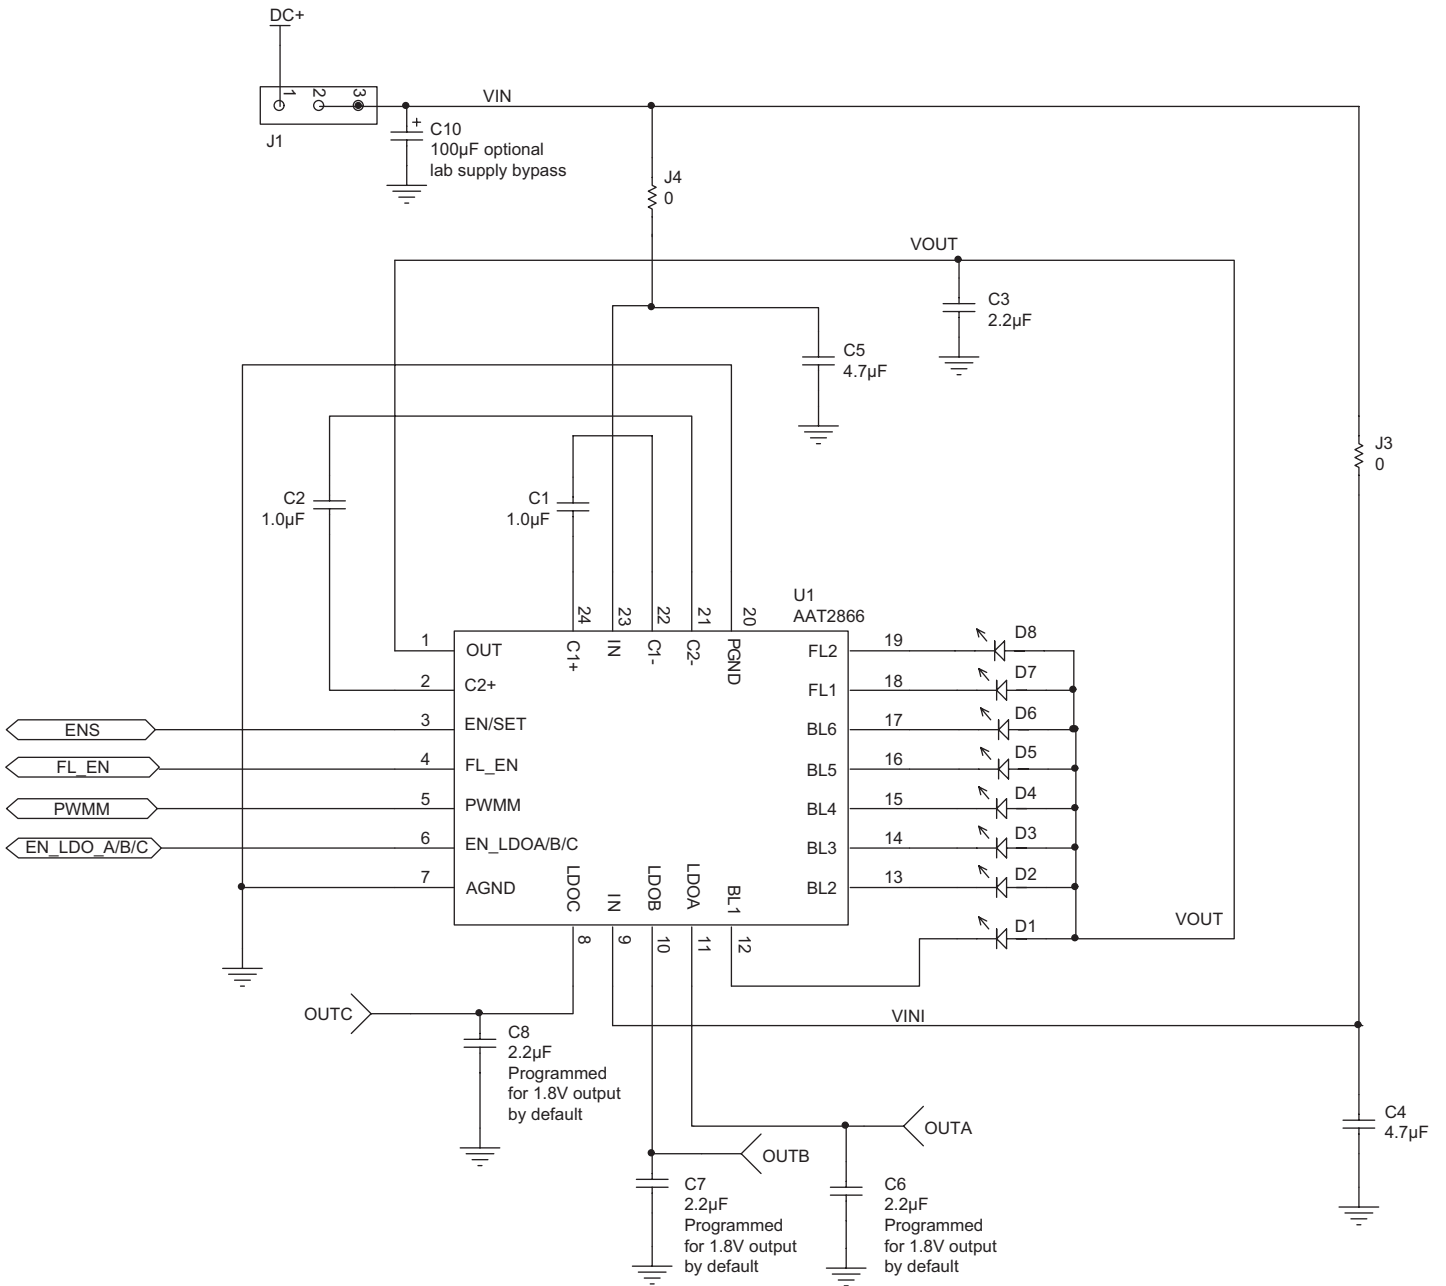 DC+
1
2
3
J1
VIN
+
C10
100µF optional
lab supply bypass
J4
0
VOUT
C3
2.2µF
C5
4.7µF
J3
0
C2
1.0µF
C1
1.0µF
U1
AAT2866
24
23
22
21
20
C1+
IN
C1-
C2-
PGND
1
OUT
FL2
19
D8
2
C2+
FL1
18
D7
ENS
3
EN/SET
BL6
17
D6
FL_EN
4
FL_EN
BL5
16
D5
PWMM
5
PWMM
BL4
15
D4
EN_LDO_A/B/C
6
EN_LDOA/B/C
BL3
14
D3
7
AGND
BL2
13
D2
LDOC
IN
LDOB
LDOA
BL1
8
9
10
11
12
D1
VOUT
OUTC
VINI
C8
2.2µF
Programmed
for 1.8V output
by default
OUTA
OUTB
C4
4.7µF
C7
2.2µF
Programmed
for 1.8V output
by default
C6
2.2µF
Programmed
for 1.8V output
by default